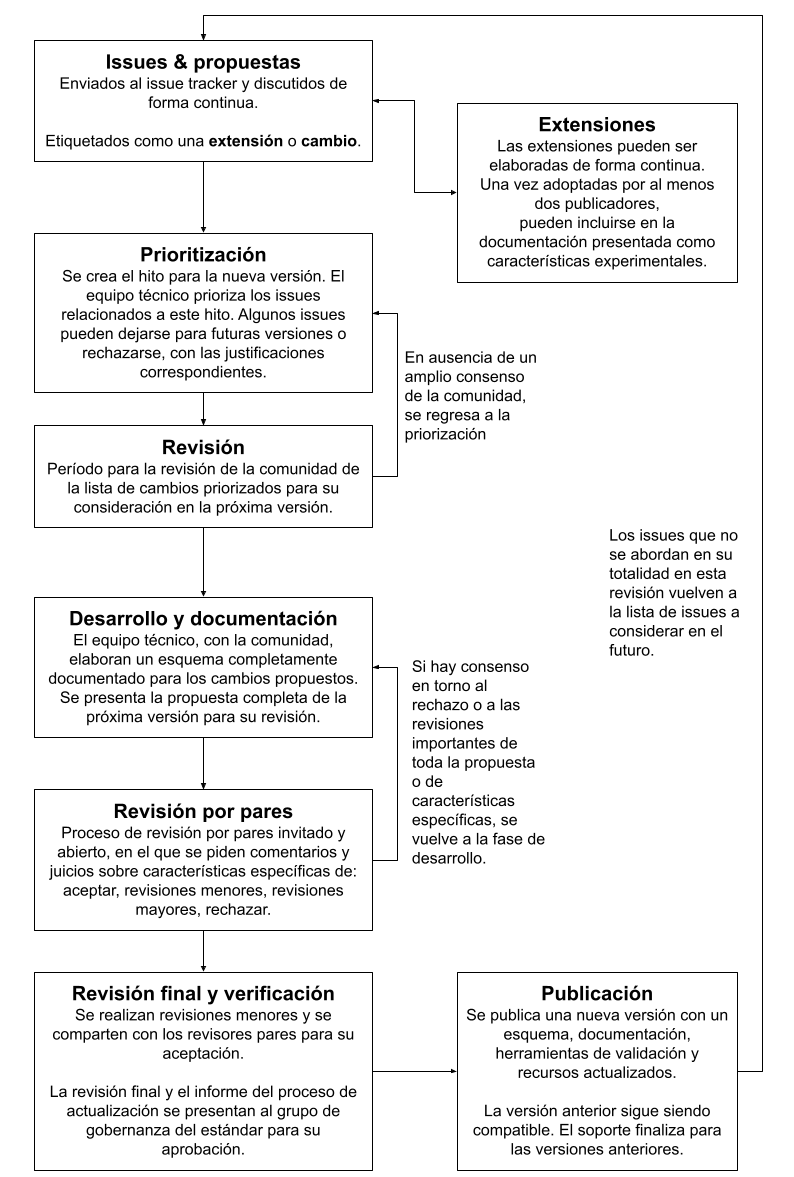 Issues & propuestas
Enviados al issue tracker y discutidos de
forma continua.
Etiquetados como una extensión o cambio.
Extensiones
Las extensiones pueden ser
elaboradas de forma continua.
Una vez adoptadas por al menos
dos publicadores,
pueden incluirse en la
documentación presentada como
características experimentales.
Prioritización
Se crea el hito para la nueva versión. El
equipo técnico prioriza los issues
relacionados a este hito. Algunos issues
pueden dejarse para futuras versiones o
rechazarse, con las justificaciones
correspondientes.
En ausencia de un
amplio consenso
de la comunidad,
se regresa a la
priorización
Revisión
Período para la revisión de la comunidad de
la lista de cambios priorizados para su
consideración en la próxima versión.
Los issues que no
se abordan en su
totalidad en esta
revisión vuelven a
la lista de issues a
considerar en el
futuro.
Desarrollo y documentación
El equipo técnico, con la comunidad,
elaboran un esquema completamente
documentado para los cambios propuestos.
Se presenta la propuesta completa de la
próxima versión para su revisión.
Si hay consenso
en torno al
rechazo o a las
revisiones
importantes de
toda la propuesta
o de
características
específicas, se
vuelve a la fase de
desarrollo.
Revisión por pares
Proceso de revisión por pares invitado y
abierto, en el que se piden comentarios y
juicios sobre características específicas de:
aceptar, revisiones menores, revisiones
mayores, rechazar.
Revisión final y verificación
Se realizan revisiones menores y se
comparten con los revisores pares para su
aceptación.
La revisión final y el informe del proceso de
actualización se presentan al grupo de
gobernanza del estándar para su
aprobación.
Publicación
Se publica una nueva versión con un
esquema, documentación,
herramientas de validación y
recursos actualizados.
La versión anterior sigue siendo
compatible. El soporte finaliza para
las versiones anteriores.